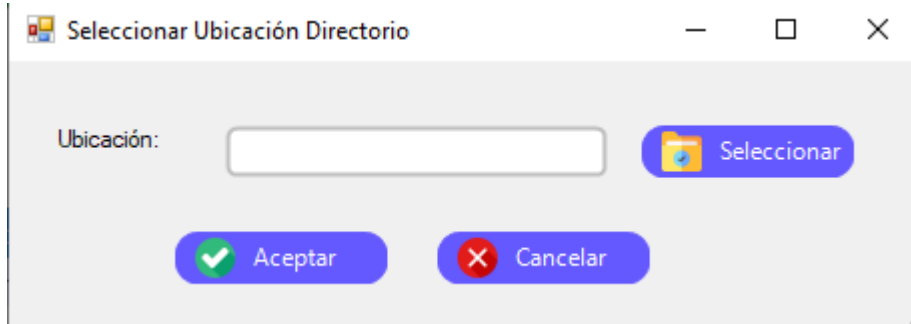 Seleccionar Ubicación Directorio
Ubicación:
Seleccionar
Aceptar
Cancelar